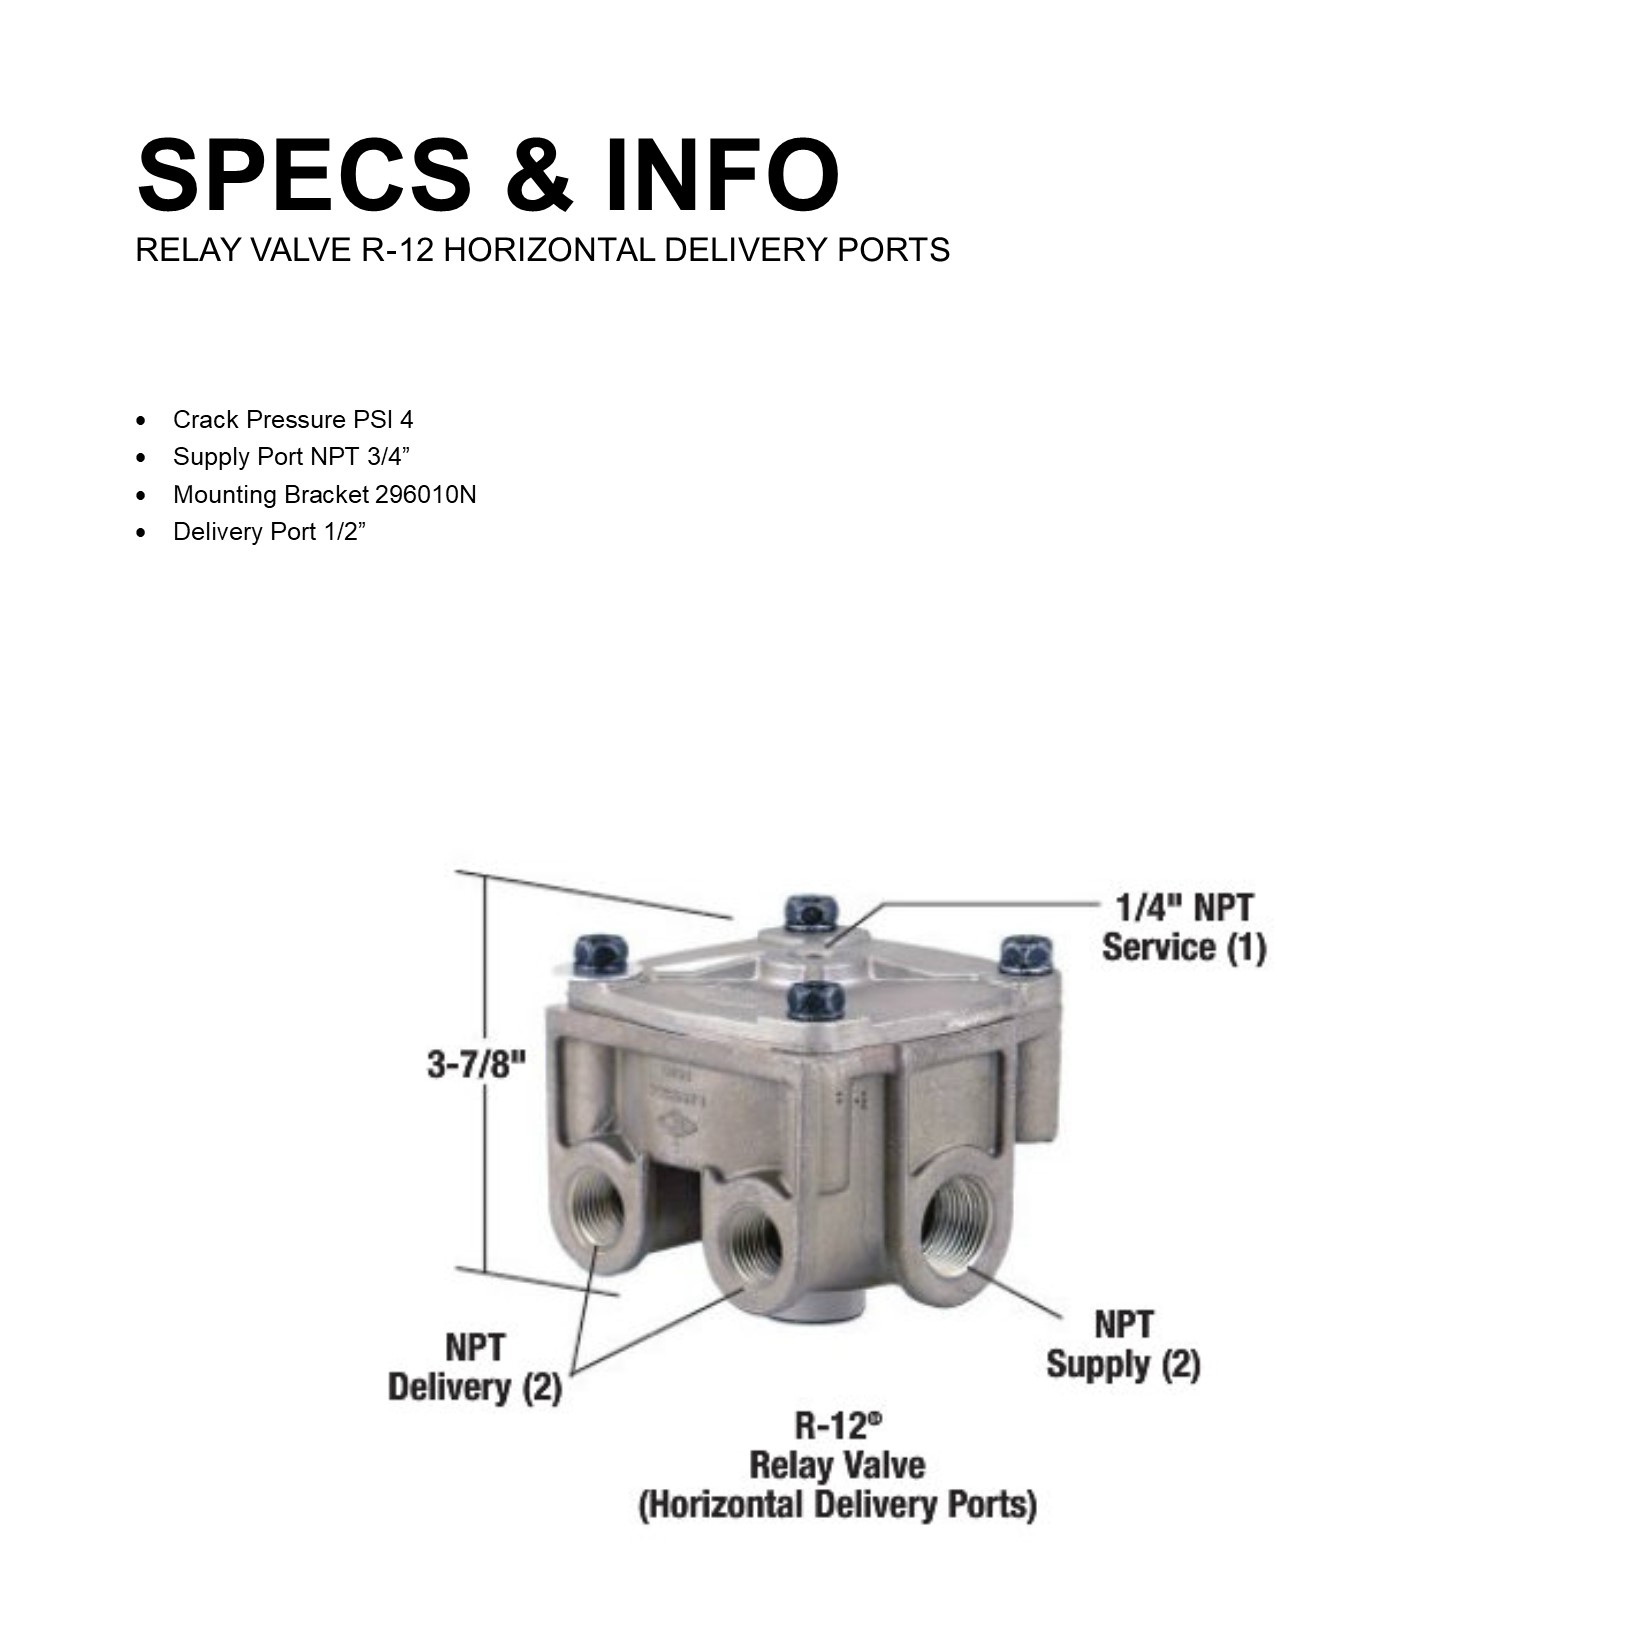 SPECS & INFO
RELAY VALVE R-12 HORIZONTAL DELIVERY PORTS
• Crack Pressure PSI 4
• Supply Port NPT 3/4”
• Mounting Bracket 296010N
• Delivery Port 1/2”
1/4" NPT
Service (1)
3-7/8"
NPT
Delivery (2)
NPT
Supply (2)
R-12®
Relay Valve
(Horizontal Delivery Ports)